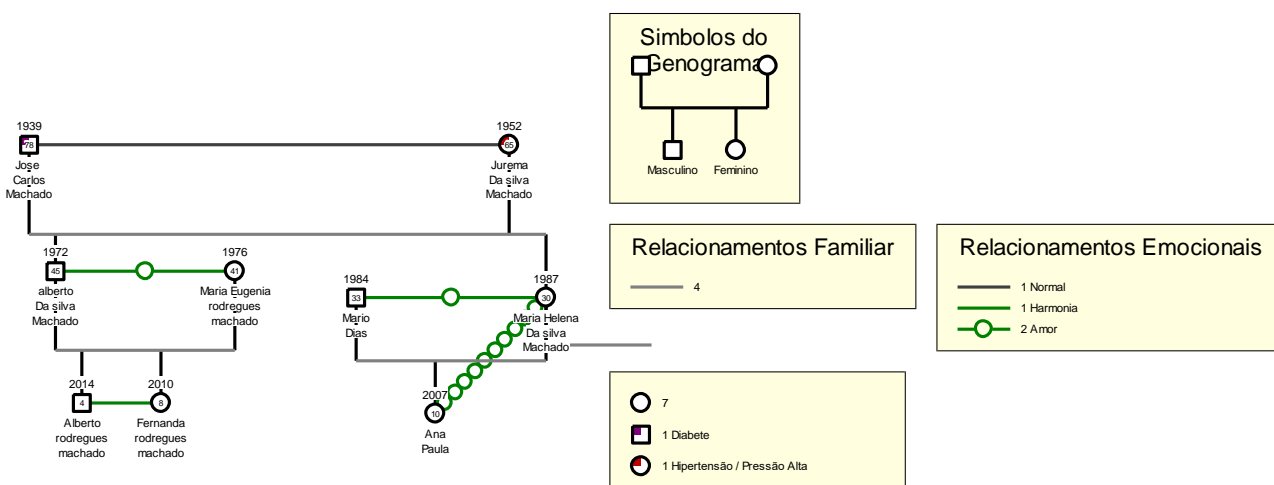 Simbolos do
Genograma
Masculino
Feminino
1939
78
Jose
Carlos
Machado
1952
65
Jurema
Da silva
Machado
1972
45
alberto
Da silva
Machado
1976
41
Maria Eugenia
rodregues
machado
1984
33
Mario
Dias
1987
30
Maria Helena
Da silva
Machado
2014
4
Alberto
rodregues
machado
2010
8
Fernanda
rodregues
machado
2007
10
Ana
Paula
Relacionamentos Familiar
4
Relacionamentos Emocionais
1 Normal
1 Harmonia
2 Amor
7
1 Diabete
1 Hipertensão / Pressão Alta